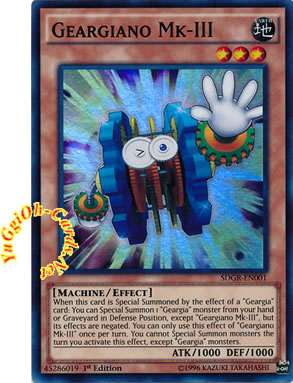 GEARGIANO MK-III
EARTH
地
SDGR-EN001
[MACHINE/EFFECT]
When this card is Special Summoned by the effect of a "Geargia"
card: You can Special Summon 1 "Geargia" monster from your hand
or Graveyard in Defense Position, except "Geargiano Mk-III", but
its effects are negated. You can only use this effect of "Geargiano
Mk-III" once per turn. You cannot Special Summon monsters the
turn you activate this effect, except "Geargia" monsters.
ATK/1000 DEF/1000
45286019 1st Edition ©1996 KAZUKI TAKAHASHI
YuGgiOh-Cards.Net